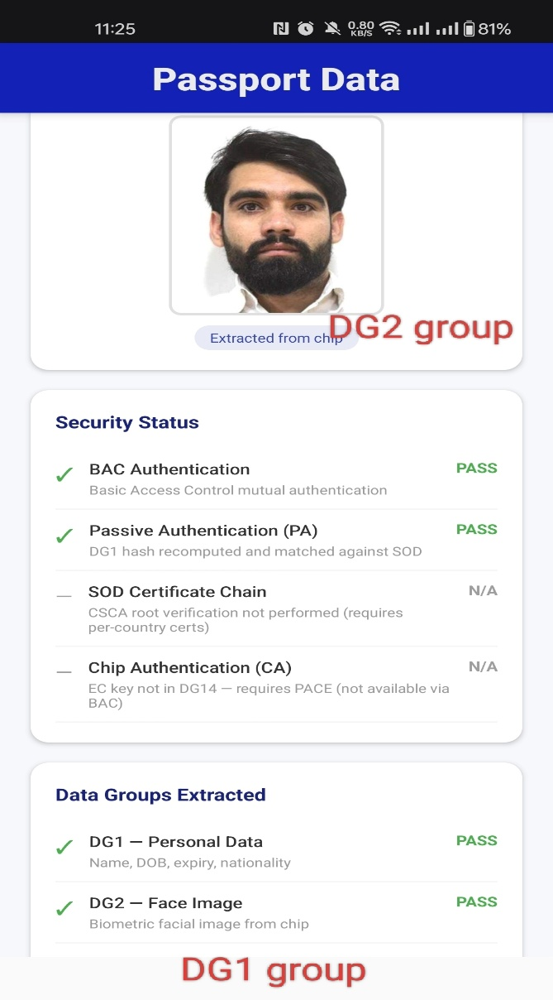 11:25 0.80 KB/S 81%
Passport Data
DG2 group
Extracted from chip
Security Status
BAC Authentication PASS
Basic Access Control mutual authentication
Passive Authentication (PA) PASS
DG1 hash recomputed and matched against SOD
SOD Certificate Chain N/A
CSCA root verification not performed (requires
per-country certs)
Chip Authentication (CA) N/A
EC key not in DG14 — requires PACE (not available via
BAC)
Data Groups Extracted
DG1 — Personal Data PASS
Name, DOB, expiry, nationality
DG2 — Face Image PASS
Biometric facial image from chip
DG1 group